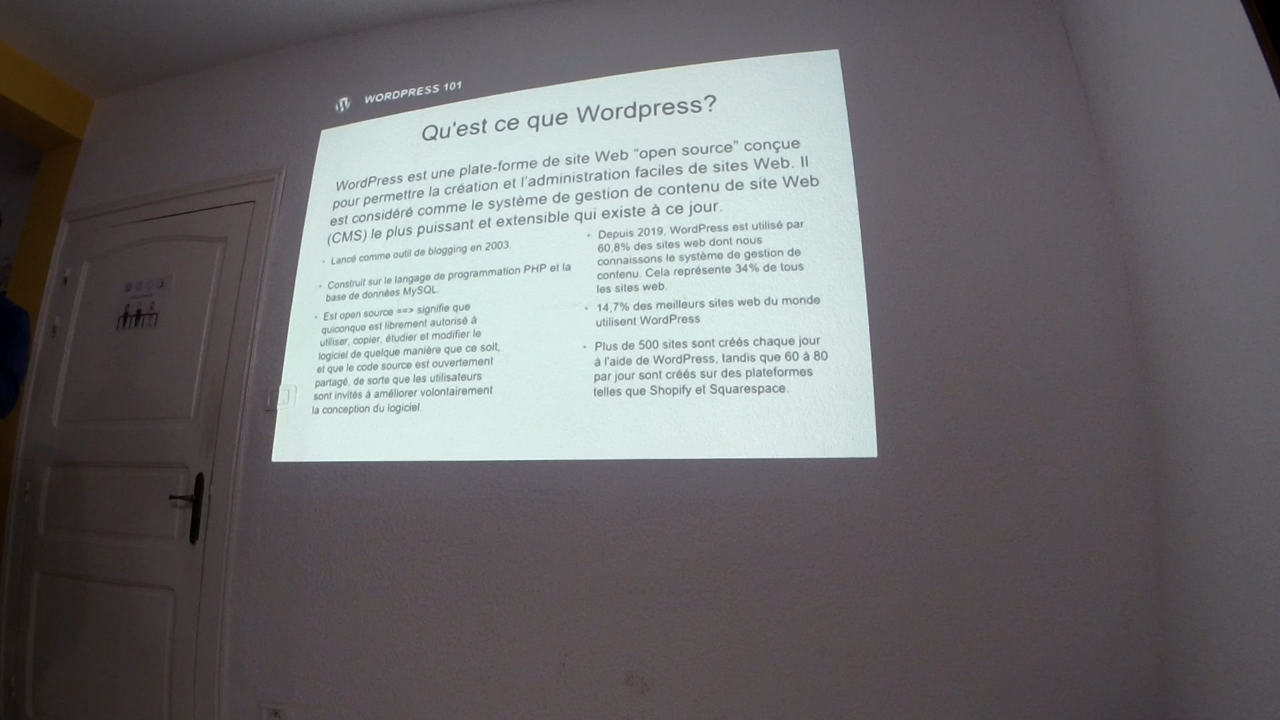 WORDPRESS 101
Qu'est ce que Wordpress?
WordPress est une plate-forme de site Web “open source” conçue
pour permettre la création et l'administration faciles de sites Web. Il
est considéré comme le système de gestion de contenu de site Web
(CMS) le plus puissant et extensible qui existe à ce jour.
• Lancé comme outil de blogging en 2003.
• Construit sur le langage de programmation PHP et la
base de données MySQL.
• Est open source ==> signifie que
quiconque est librement autorisé à
utiliser, copier, étudier et modifier le
logiciel de quelque manière que ce soit,
et que le code source est ouvertement
partagé, de sorte que les utilisateurs
sont invités à améliorer volontairement
la conception du logiciel.
• Depuis 2019, WordPress est utilisé par
60,8% des sites web dont nous
connaissons le système de gestion de
contenu. Cela représente 34% de tous
les sites web.
• 14,7% des meilleurs sites web du monde
utilisent WordPress
• Plus de 500 sites sont créés chaque jour
à l'aide de WordPress, tandis que 60 à 80
par jour sont créés sur des plateformes
telles que Shopify et Squarespace.